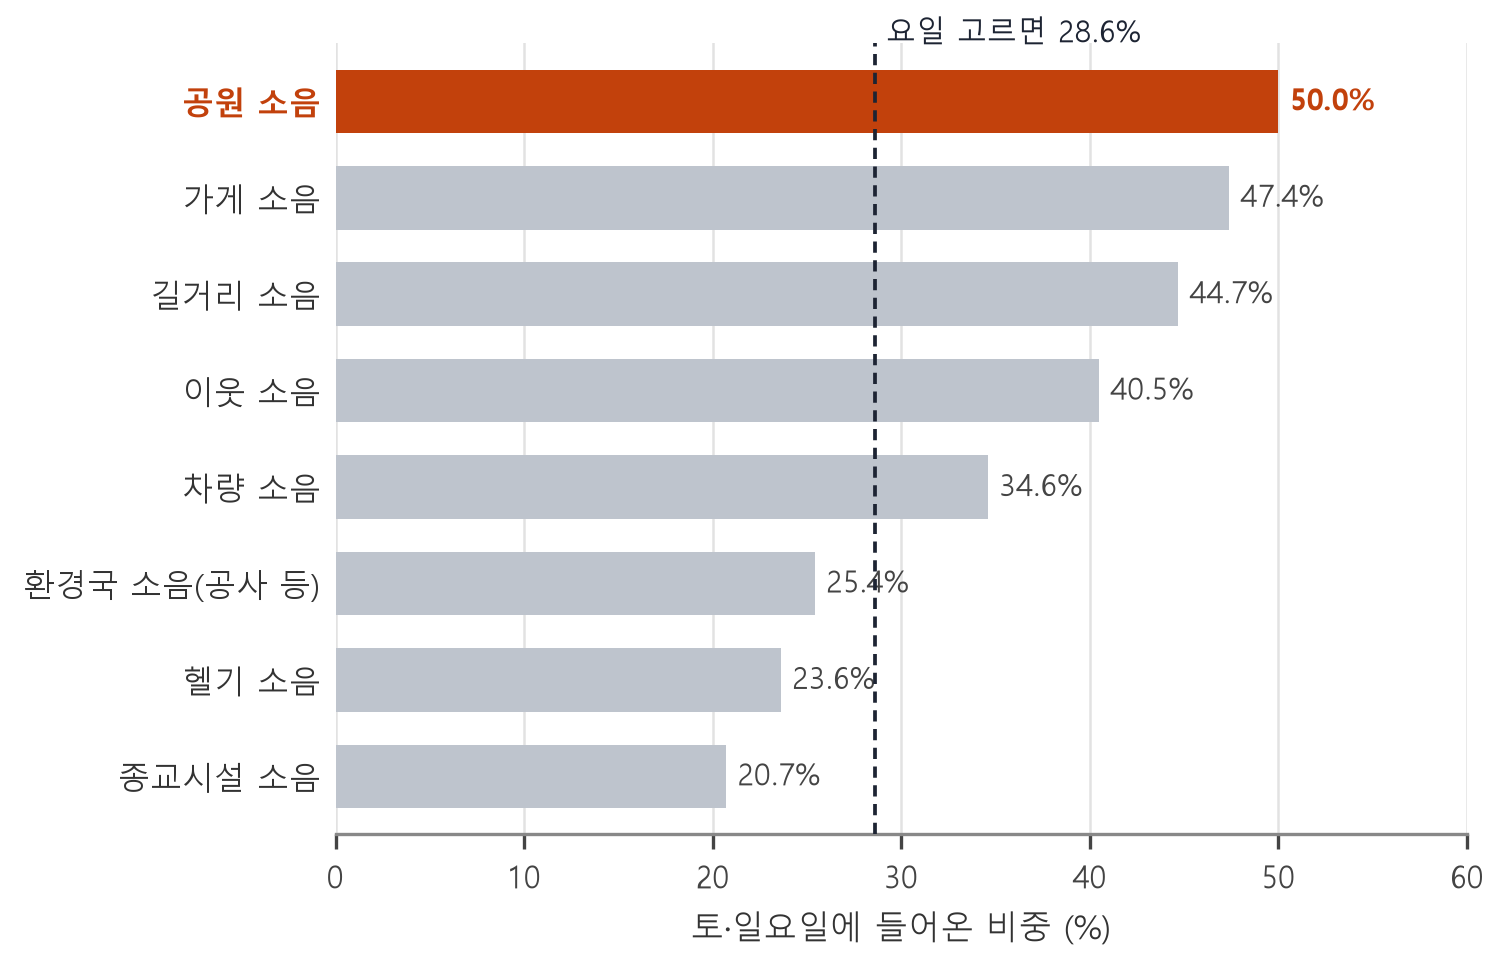 요일 고르면 28.6%
공원 소음 50.0%
가게 소음 47.4%
길거리 소음 44.7%
이웃 소음 40.5%
차량 소음 34.6%
환경국 소음(공사 등) 25.4%
헬기 소음 23.6%
종교시설 소음 20.7%
0 10 20 30 40 50 60
토·일요일에 들어온 비중 (%)